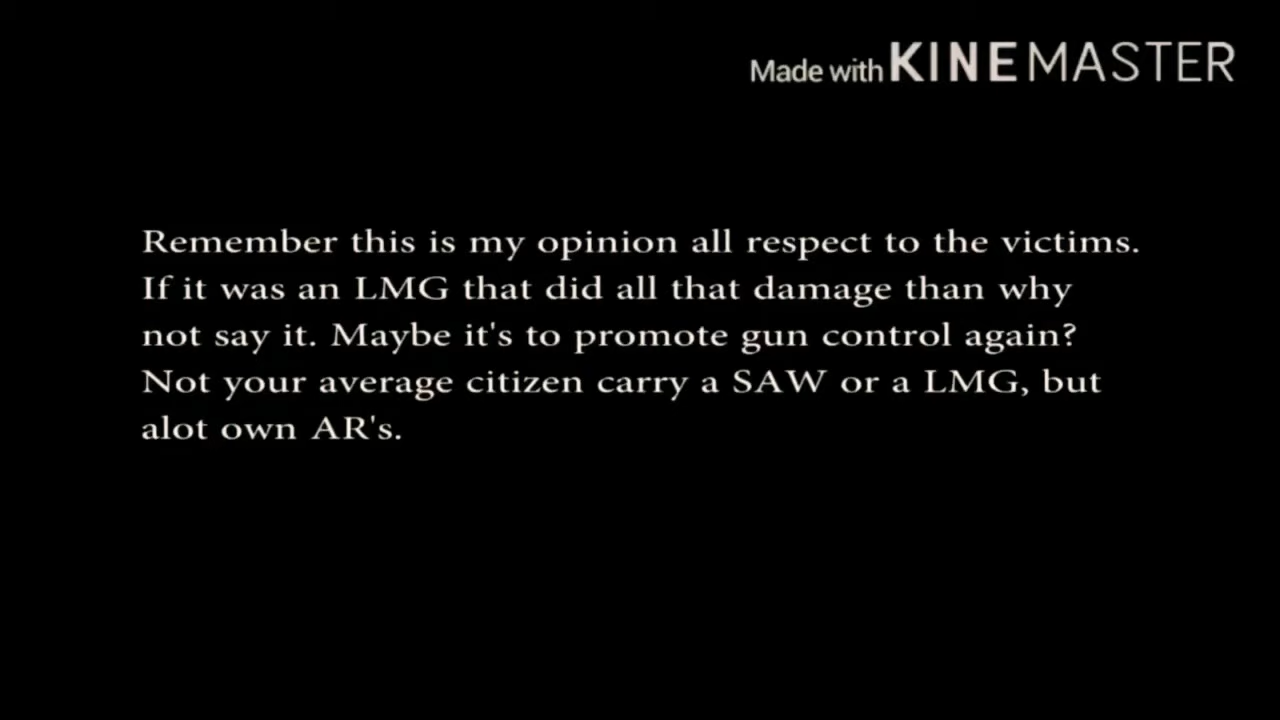 Made with KINEMASTER
Remember this is my opinion all respect to the victims.
If it was an LMG that did all that damage than why
not say it. Maybe it's to promote gun control again?
Not your average citizen carry a SAW or a LMG, but
alot own AR's.